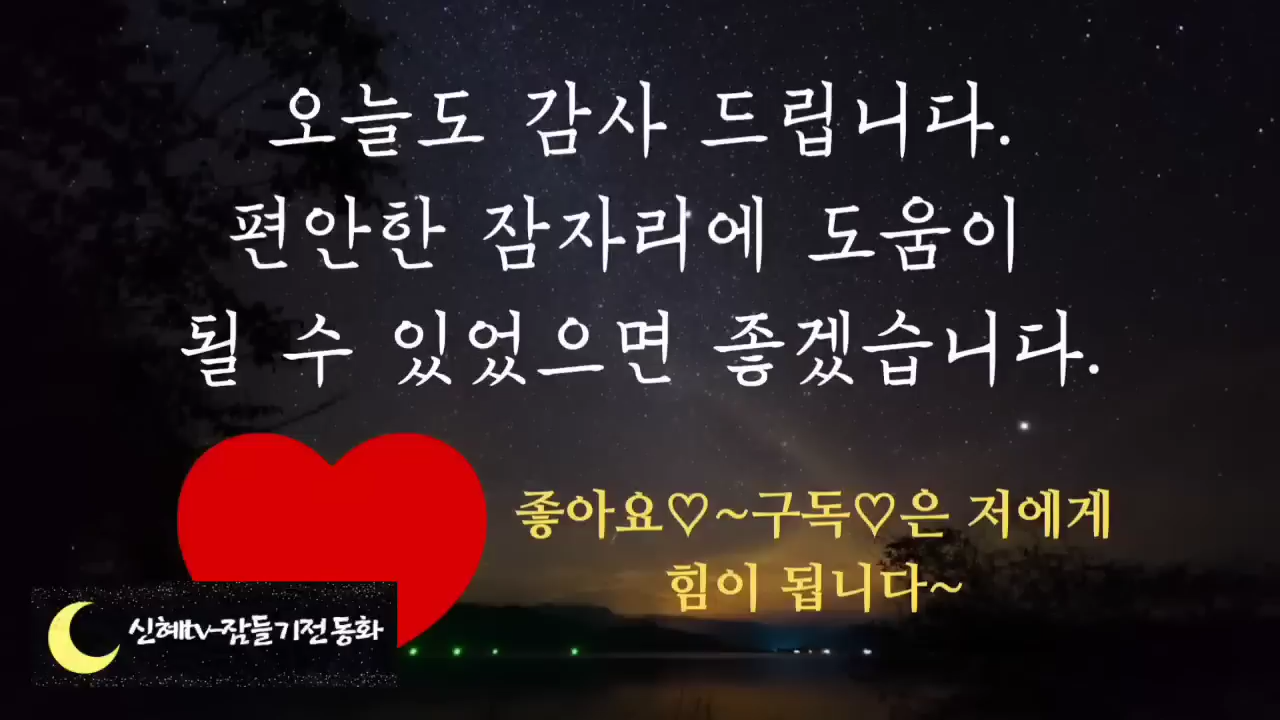 오늘도 감사 드립니다.
편안한 잠자리에 도움이
될 수 있었으면 좋겠습니다.
좋아요♡~구독♡은 저에게
힘이 됩니다~
신혜tv-잠들기전동화